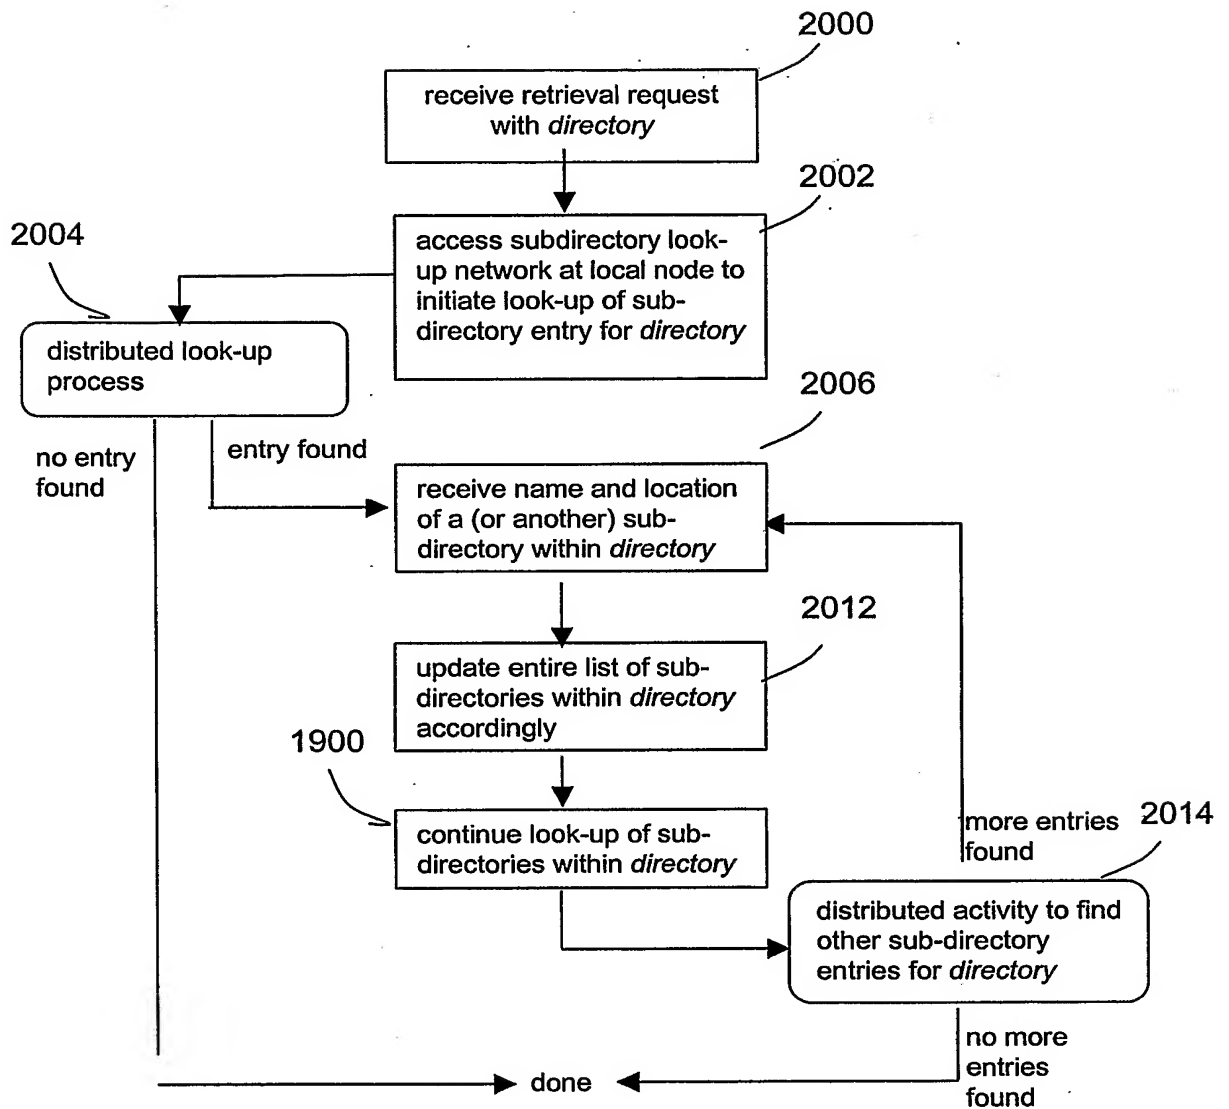 2000
receive retrieval request
with directory
2002
access subdirectory look-
up network at local node to
initiate look-up of sub-
directory entry for directory
2004
distributed look-up
process
no entry
found
entry found
2006
receive name and location
of a (or another) sub-
directory within directory
2012
update entire list of sub-
directories within directory
accordingly
1900
continue look-up of sub-
directories within directory
more entries
found
2014
distributed activity to find
other sub-directory
entries for directory
no more
entries
found
done